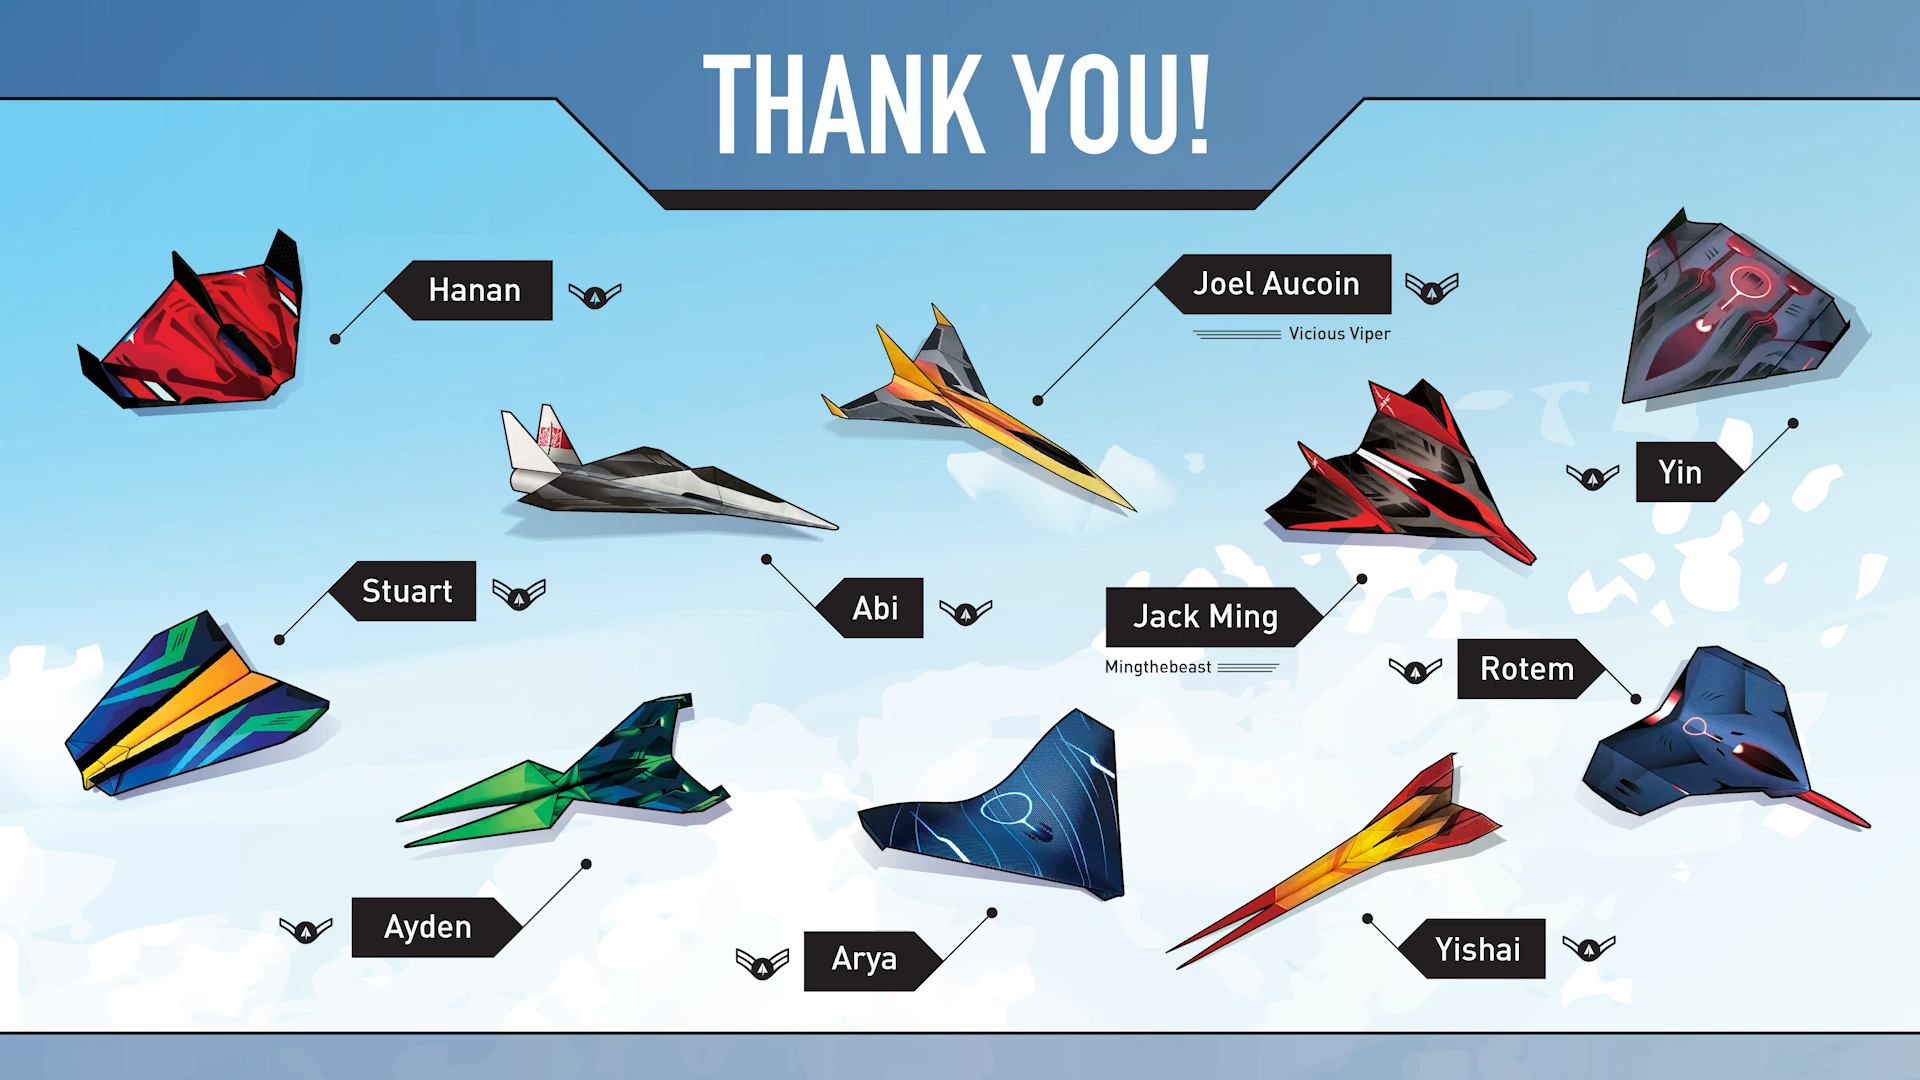 THANK YOU!
Hanan
Joel Aucoin
Vicious Viper
Yin
Stuart
Abi
Jack Ming
Mingthebeast
Rotem
Ayden
Arya
Yishai